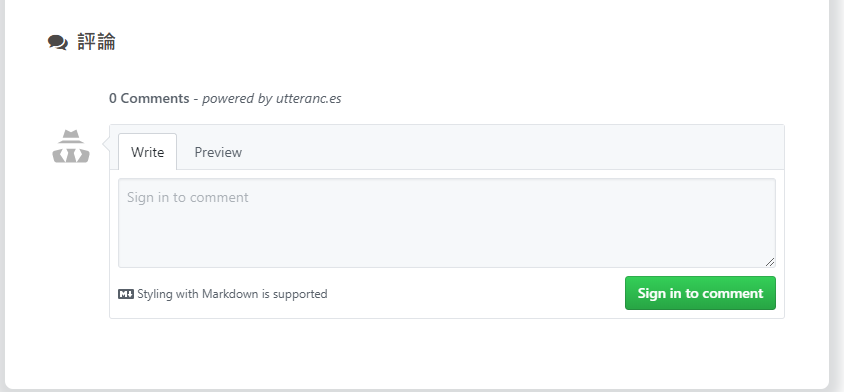 評論
0 Comments - powered by utteranc.es
Write Preview
Sign in to comment
Styling with Markdown is supported
Sign in to comment